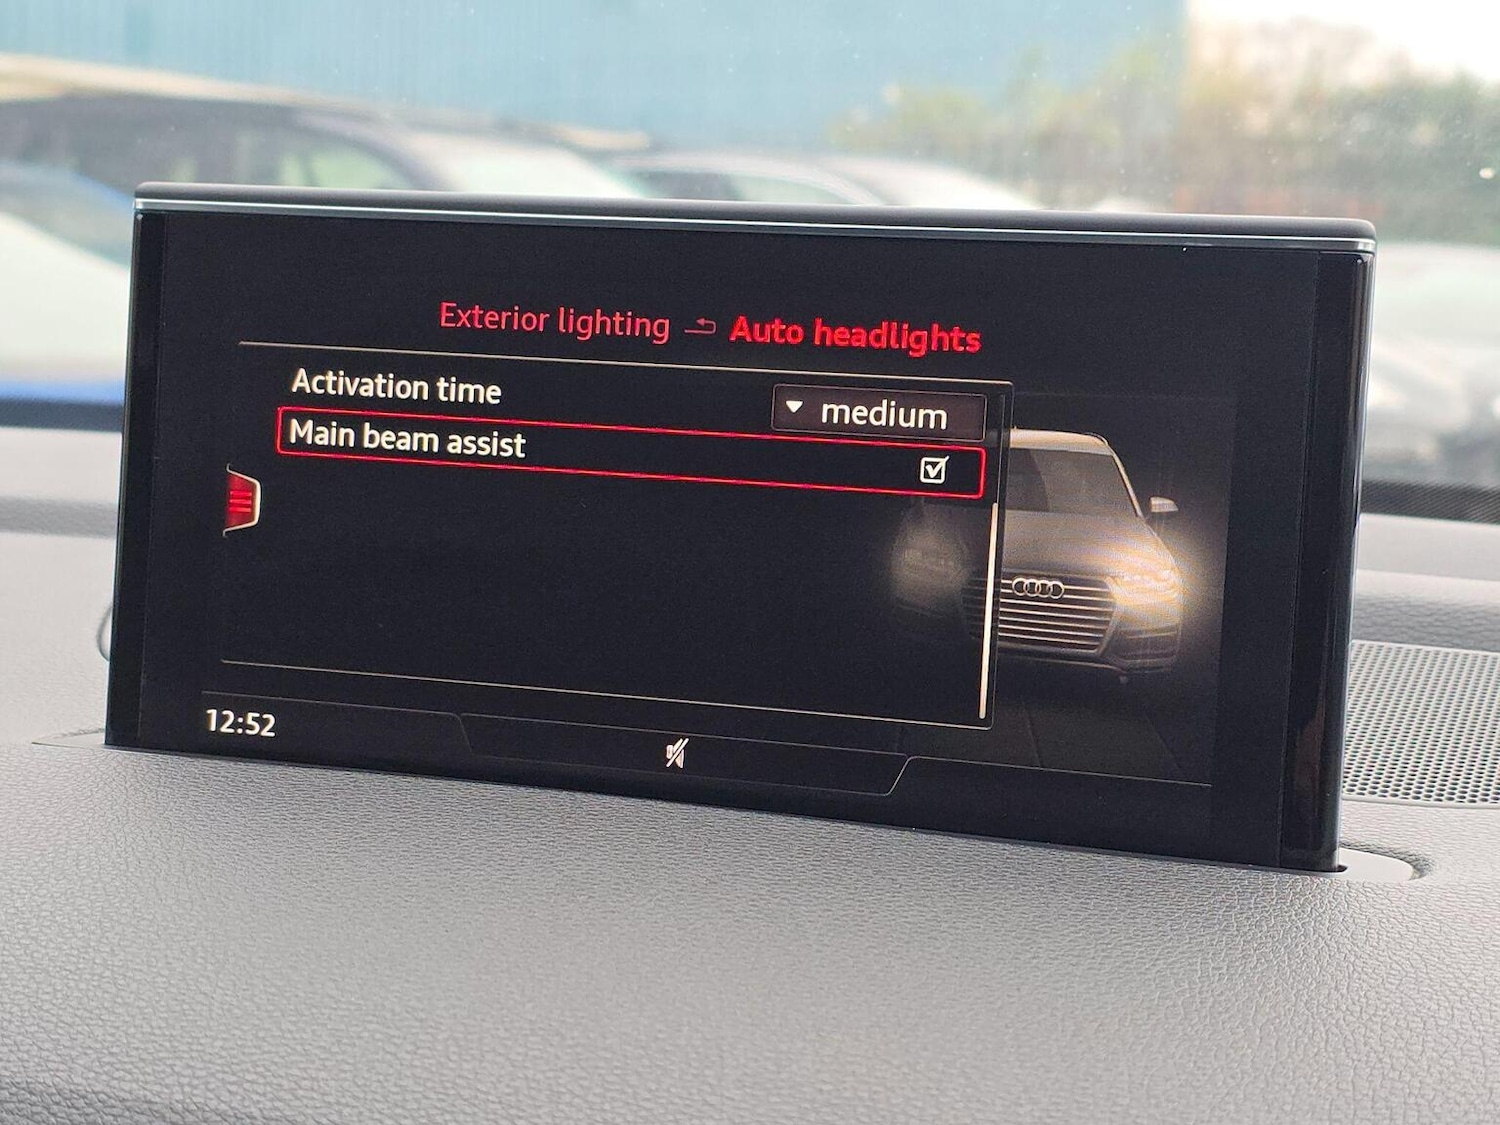 Exterior lighting Auto headlights
Activation time medium
Main beam assist
12:52